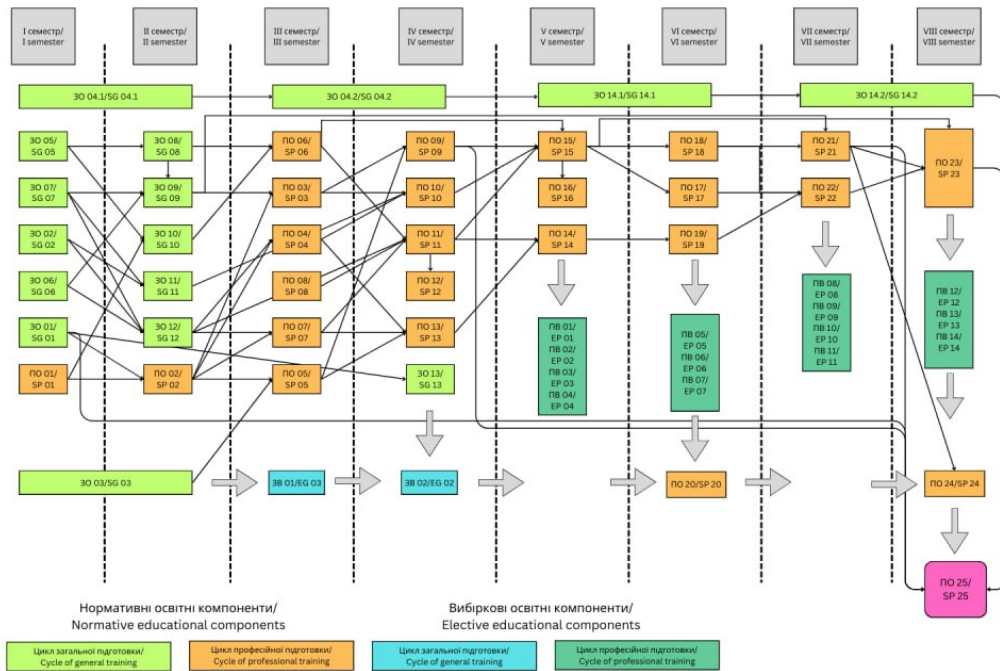 I семестр/
I semester
II семестр/
II semester
III семестр/
III semester
IV семестр/
IV semester
V семестр/
V semester
VI семестр/
VI semester
VII семестр/
VII semester
VIII семестр/
VIII semester
ЗО 04.1/SG 04.1
ЗО 04.2/SG 04.2
ЗО 14.1/SG 14.1
ЗО 14.2/SG 14.2
ЗО 05/
SG 05
ЗО 08/
SG 08
ПО 06/
SP 06
ПО 09/
SP 09
ПО 15/
SP 15
ПО 18/
SP 18
ПО 21/
SP 21
ПО 23/
SP 23
ЗО 07/
SG 07
ЗО 09/
SG 09
ПО 03/
SP 03
ПО 10/
SP 10
ПО 16/
SP 16
ПО 17/
SP 17
ПО 22/
SP 22
ЗО 02/
SG 02
ЗО 10/
SG 10
ПО 04/
SP 04
ПО 11/
SP 11
ПО 14/
SP 14
ПО 19/
SP 19
ЗО 06/
SG 06
ЗО 11/
SG 11
ПО 08/
SP 08
ПО 12/
SP 12
ЗО 01/
SG 01
ЗО 12/
SG 12
ПО 07/
SP 07
ПО 13/
SP 13
ПО 01/
SP 01
ПО 02/
SP 02
ПО 05/
SP 05
ЗО 13/
SG 13
ПВ 01/
EP 01
ПВ 02/
EP 02
ПВ 03/
EP 03
ПВ 04/
EP 04
ПВ 05/
EP 05
ПВ 06/
EP 06
ПВ 07/
EP 07
ПВ 08/
EP 08
ПВ 09/
EP 09
ПВ 10/
EP 10
ПВ 11/
EP 11
ПВ 12/
EP 12
ПВ 13/
EP 13
ПВ 14/
EP 14
ЗО 03/SG 03
ЗВ 01/EG 03
ЗВ 02/EG 02
ПО 20/SP 20
ПО 24/SP 24
ПО 25/
SP 25
Нормативні освітні компоненти/
Normative educational components
Вибіркові освітні компоненти/
Elective educational components
Цикл загальної підготовки/
Cycle of general training
Цикл професійної підготовки/
Cycle of professional training
Цикл загальної підготовки/
Cycle of general training
Цикл професійної підготовки/
Cycle of professional training